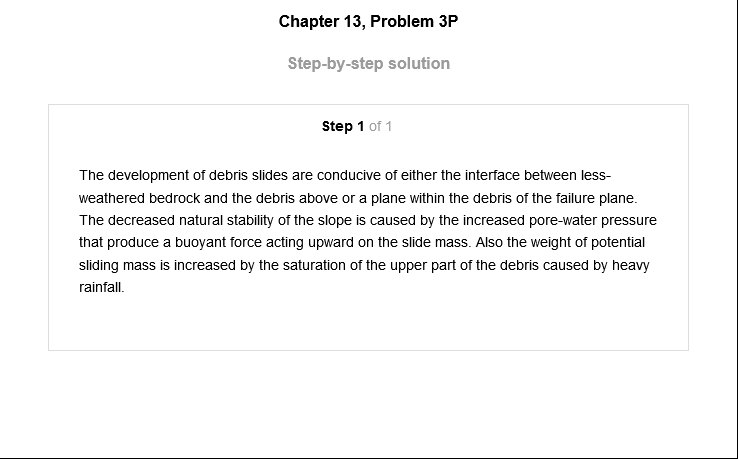 Chapter 13, Problem 3P
Step-by-step solution
Step 1 of 1
The development of debris slides are conducive of either the interface between less-
weathered bedrock and the debris above or a plane within the debris of the failure plane.
The decreased natural stability of the slope is caused by the increased pore-water pressure
that produce a buoyant force acting upward on the slide mass. Also the weight of potential
sliding mass is increased by the saturation of the upper part of the debris caused by heavy
rainfall.